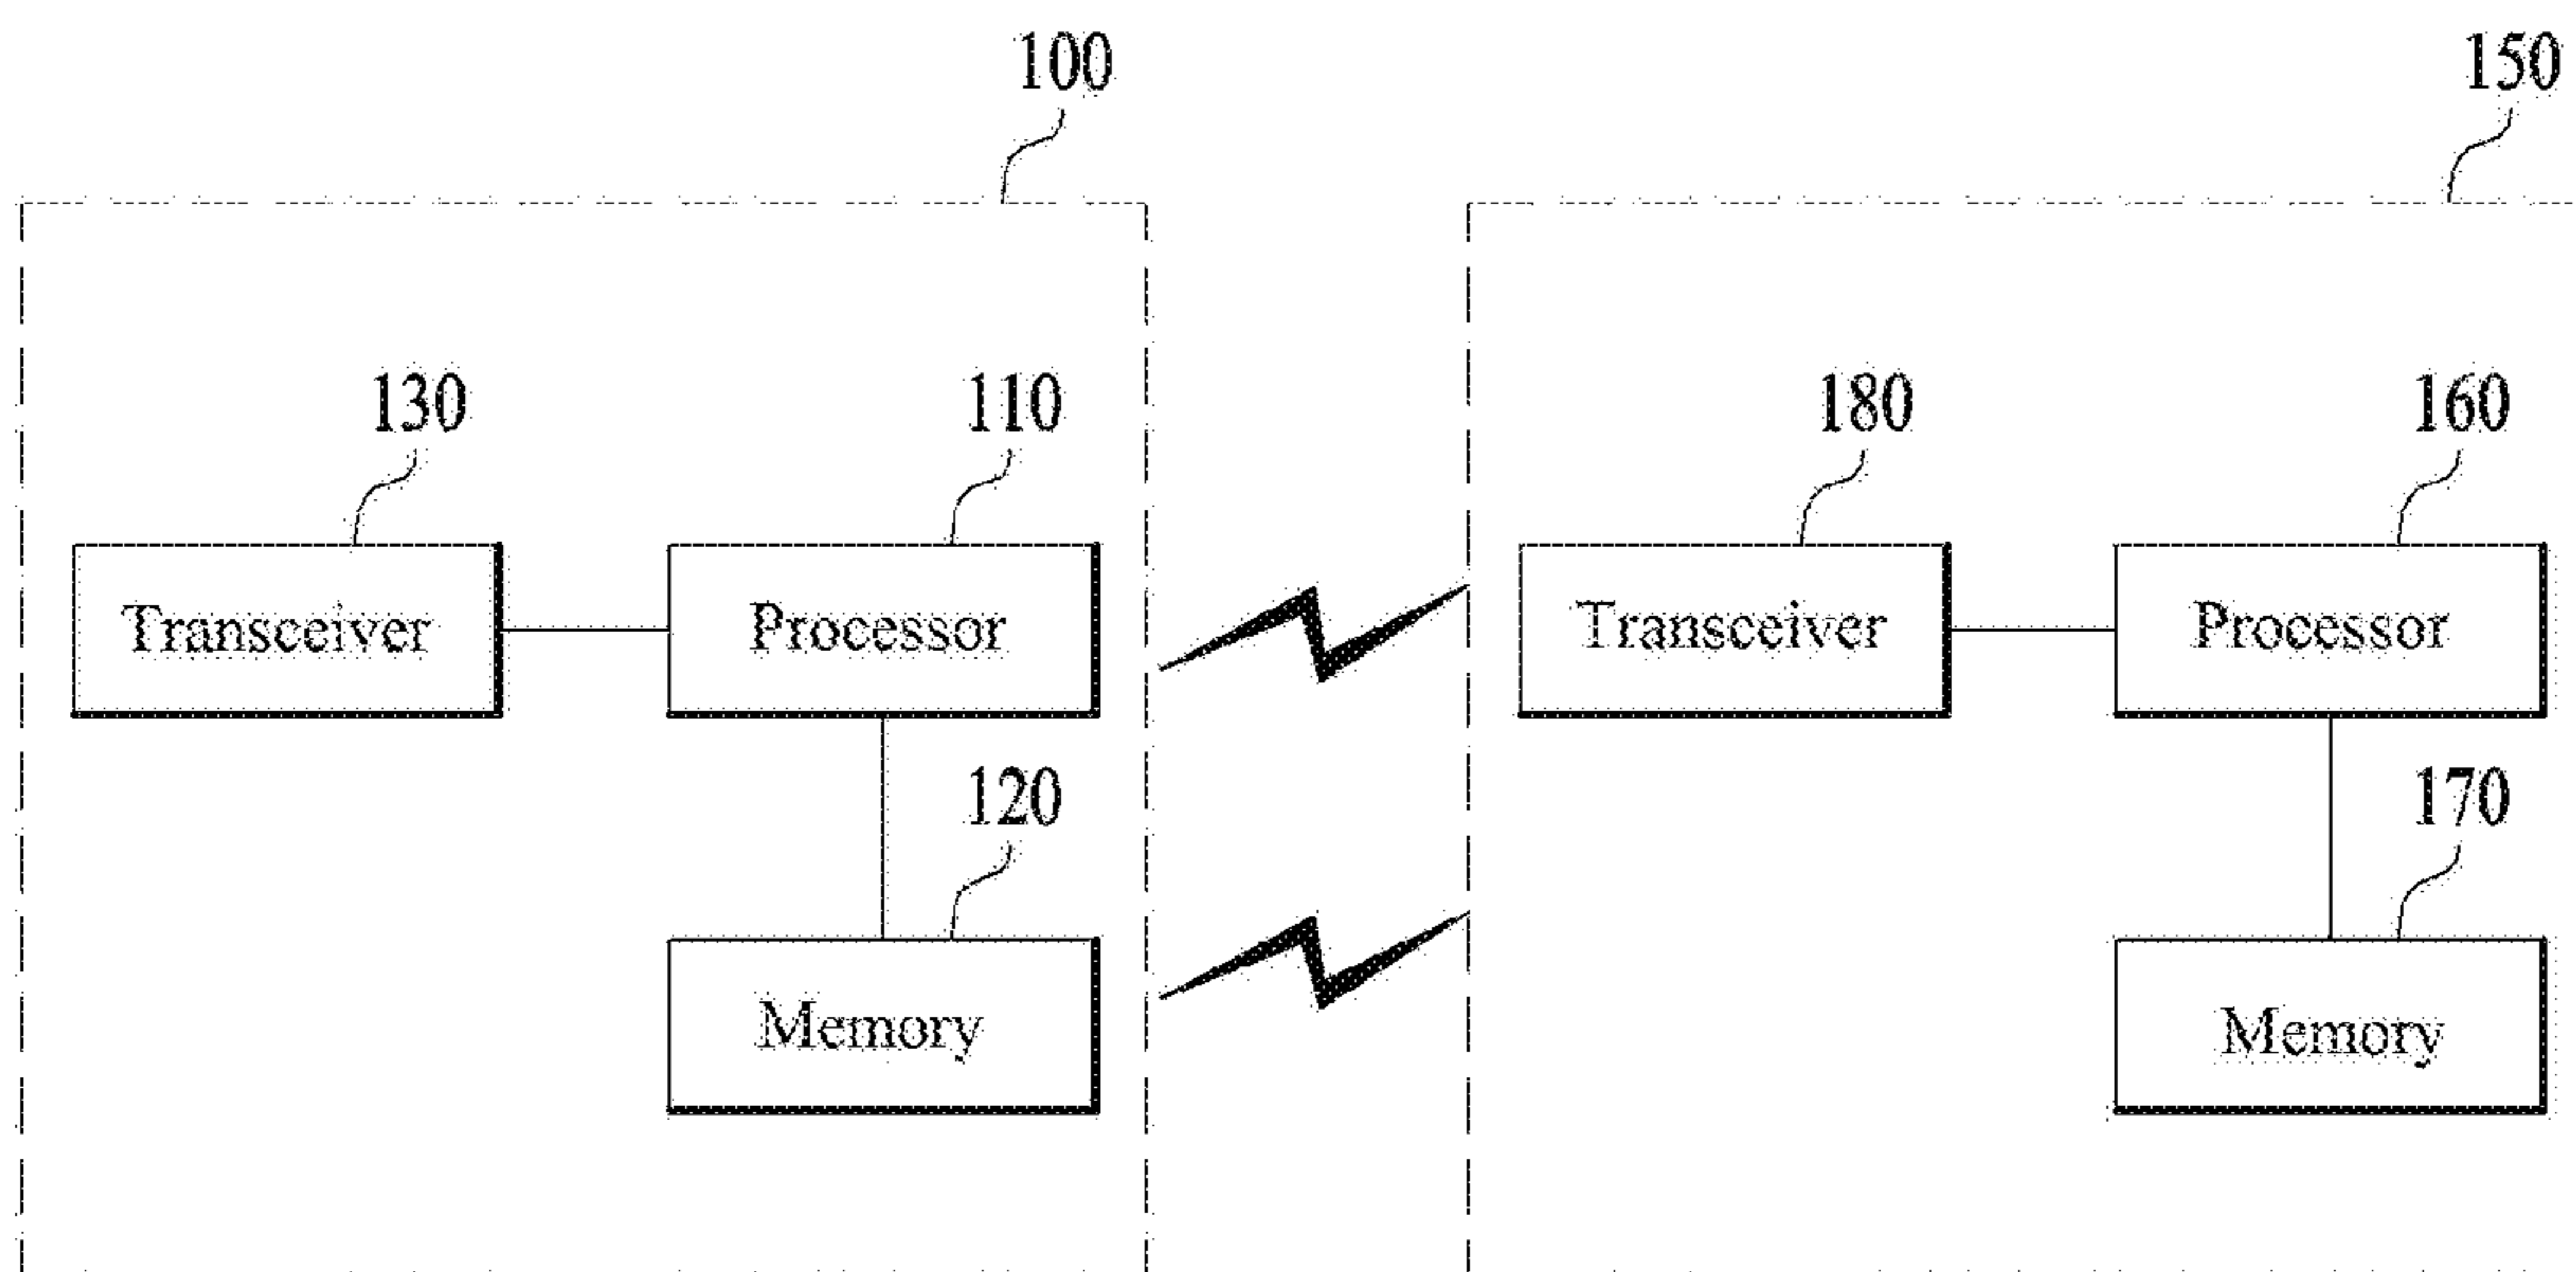 100 150
130 110 180 160
Transceiver Processor Transceiver Processor
120 170
Memory Memory